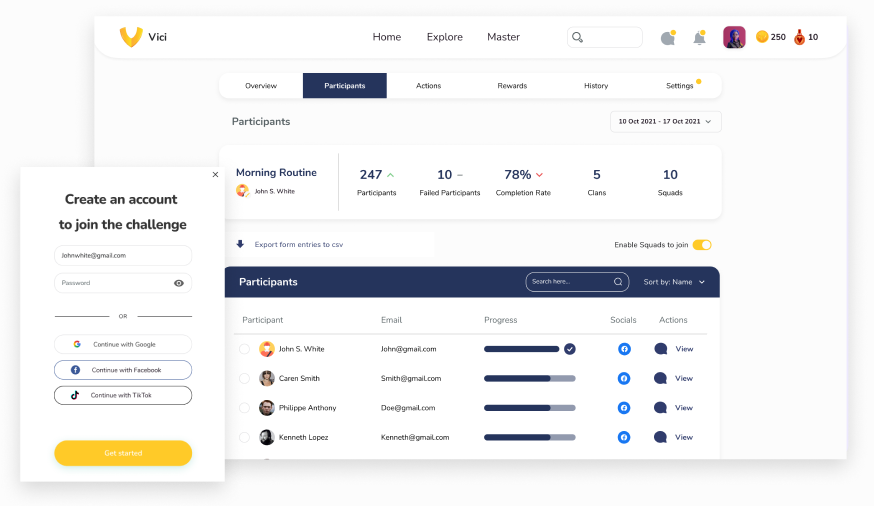 Vici
Home Explore Master
250 10
Overview Participants Actions Rewards History Settings
Participants
10 Oct 2021 - 17 Oct 2021
Morning Routine
John S. White
247 10 – 78% 5 10
Participants Failed Participants Completion Rate Clans Squads
Export form entries to csv
Enable Squads to join
Participants
Search here...
Sort by: Name
Participant Email Progress Socials Actions
John S. White John@gmail.com View
Caren Smith Smith@gmail.com View
Philippe Anthony Doe@gmail.com View
Kenneth Lopez Kenneth@gmail.com View
Create an account
to join the challenge
Johnwhite@gmail.com
Password
OR
Continue with Google
Continue with Facebook
Continue with TikTok
Get started